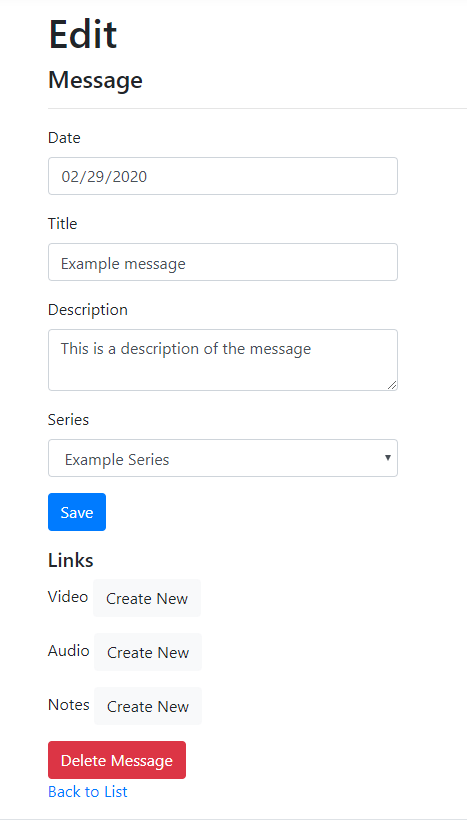 Edit
Message
Date
02/29/2020
Title
Example message
Description
This is a description of the message
Series
Example Series
Save
Links
Video Create New
Audio Create New
Notes Create New
Delete Message
Back to List